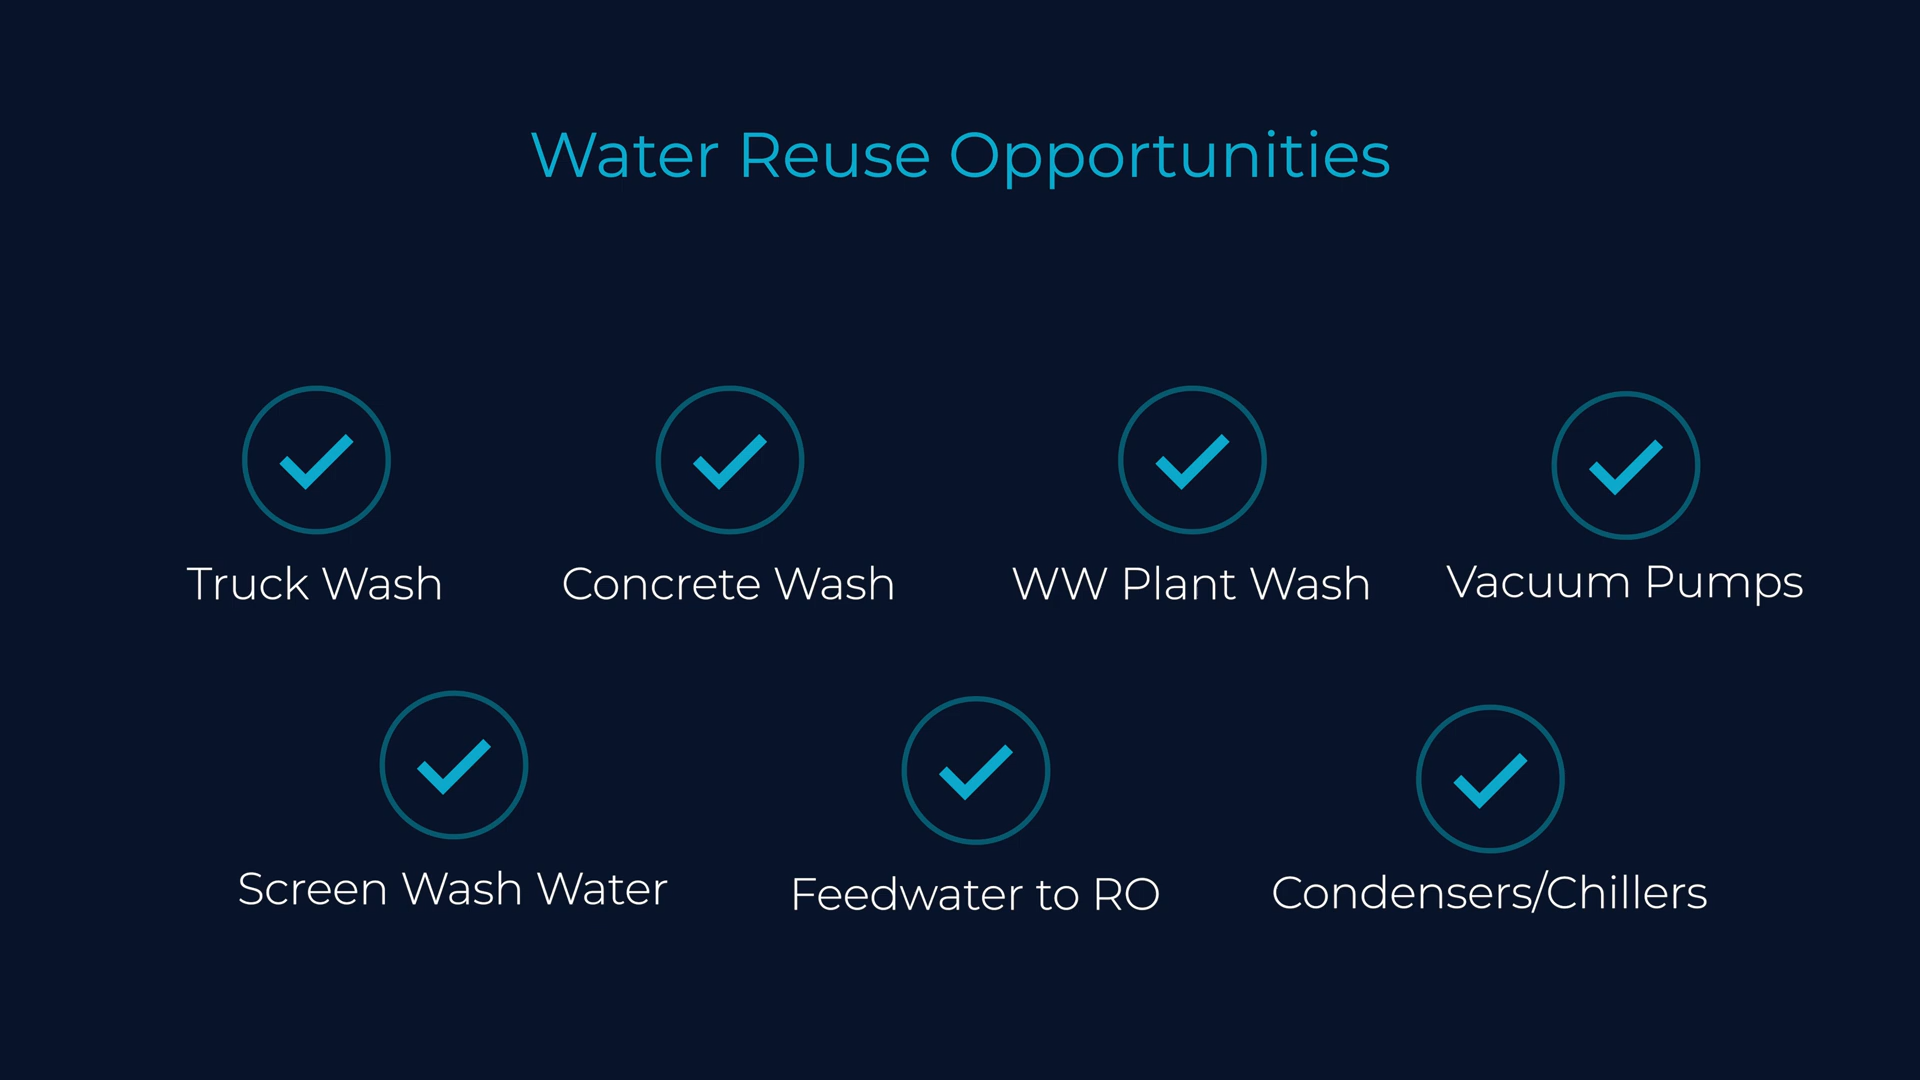 Water Reuse Opportunities
Truck Wash
Concrete Wash
WW Plant Wash
Vacuum Pumps
Screen Wash Water
Feedwater to RO
Condensers/Chillers